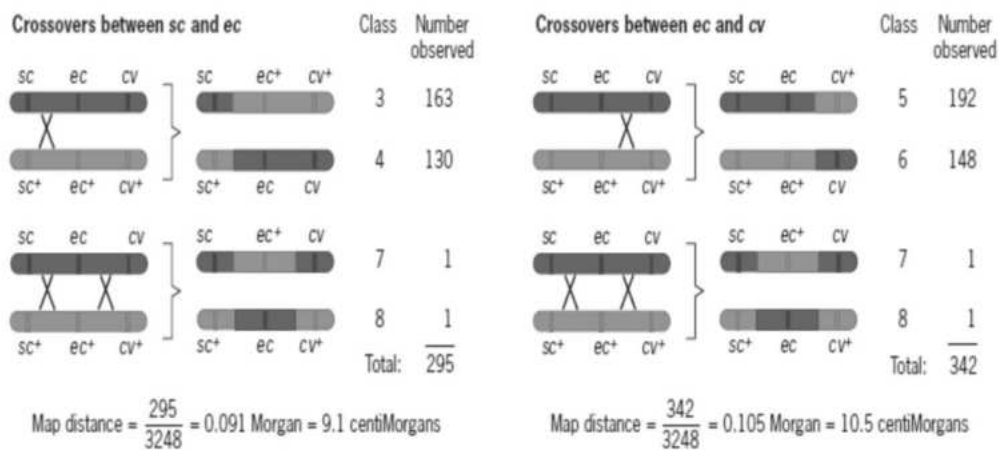 Crossovers between sc and ec Class Number observed
sc ec cv sc ec+ cv+
3 163
4 130
sc+ ec+ cv+ sc+ ec cv
sc ec cv sc ec+ cv
7 1
8 1
sc+ ec+ cv+ sc+ ec cv+
Total: 295
Map distance = 295/3248 = 0.091 Morgan = 9.1 centiMorgans
Crossovers between ec and cv Class Number observed
sc ec cv sc ec cv+
5 192
6 148
sc+ ec+ cv+ sc+ ec+ cv
sc ec cv sc ec+ cv
7 1
8 1
sc+ ec+ cv+ sc+ ec cv+
Total: 342
Map distance = 342/3248 = 0.105 Morgan = 10.5 centiMorgans